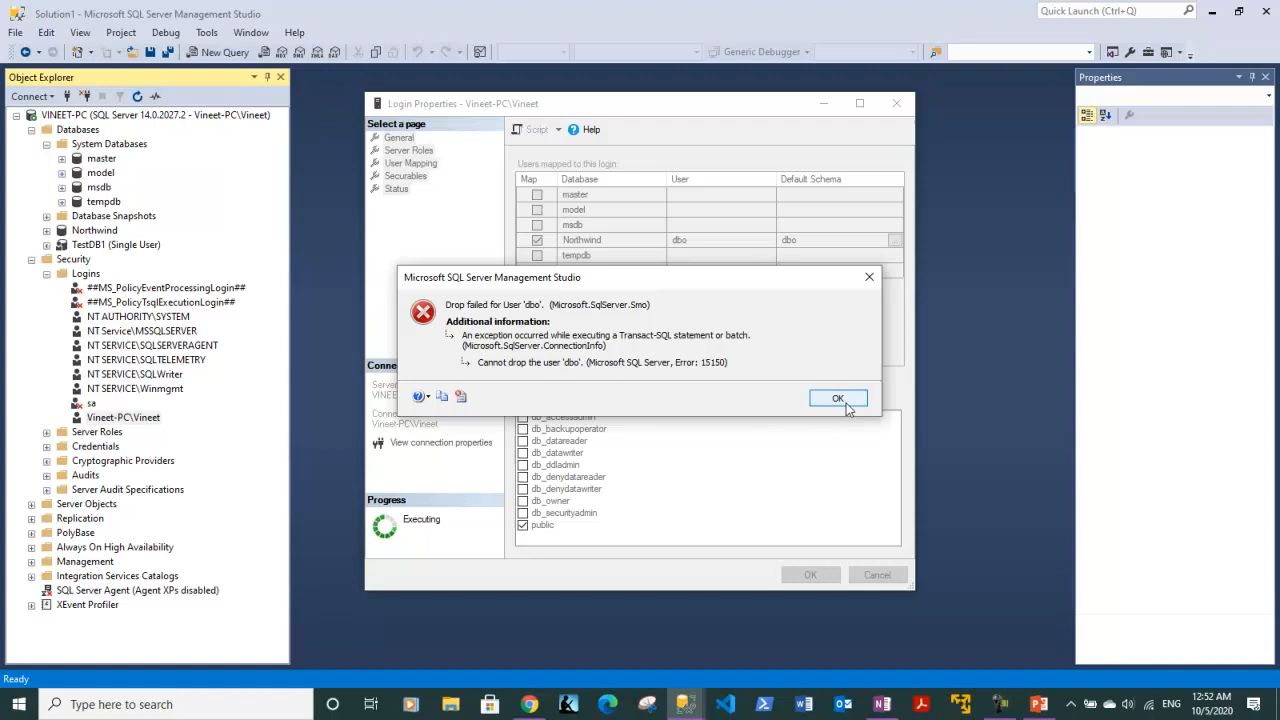 Solution1 - Microsoft SQL Server Management Studio
Quick Launch (Ctrl+Q)
File Edit View Project Debug Tools Window Help
New Query
MDX DMX XMLA DAX
Generic Debugger
Object Explorer
Connect
VINEET-PC (SQL Server 14.0.2027.2 - Vineet-PC\Vineet)
Databases
System Databases
master
model
msdb
tempdb
Database Snapshots
Northwind
TestDB1 (Single User)
Security
Logins
##MS_PolicyEventProcessingLogin##
##MS_PolicyTsqlExecutionLogin##
NT AUTHORITY\SYSTEM
NT Service\MSSQLSERVER
NT SERVICE\SQLSERVERAGENT
NT SERVICE\SQLTELEMETRY
NT SERVICE\SQLWriter
NT SERVICE\Winmgmt
sa
Vineet-PC\Vineet
Server Roles
Credentials
Cryptographic Providers
Audits
Server Audit Specifications
Server Objects
Replication
PolyBase
Always On High Availability
Management
Integration Services Catalogs
SQL Server Agent (Agent XPs disabled)
XEvent Profiler
Login Properties - Vineet-PC\Vineet
Select a page
General
Server Roles
User Mapping
Securables
Status
Script Help
Users mapped to this login:
Map Database User Default Schema
master
model
msdb
Northwind dbo dbo ...
tempdb
Microsoft SQL Server Management Studio
Drop failed for User 'dbo'. (Microsoft.SqlServer.Smo)
Additional information:
An exception occurred while executing a Transact-SQL statement or batch.
(Microsoft.SqlServer.ConnectionInfo)
Cannot drop the user 'dbo'. (Microsoft SQL Server, Error: 15150)
OK
Vineet-PC\Vineet
View connection properties
Progress
Executing
db_accessadmin
db_backupoperator
db_datareader
db_datawriter
db_ddladmin
db_denydatareader
db_denydatawriter
db_owner
db_securityadmin
public
OK Cancel
Properties
Ready
Type here to search
ENG
12:52 AM
10/5/2020